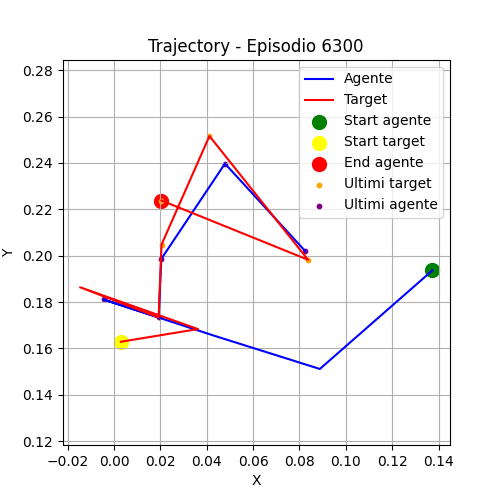 Trajectory - Episodio 6300
Agente
Target
Start agente
Start target
End agente
Ultimi target
Ultimi agente
Y
0.28
0.26
0.24
0.22
0.20
0.18
0.16
0.14
0.12
−0.02 0.00 0.02 0.04 0.06 0.08 0.10 0.12 0.14
X